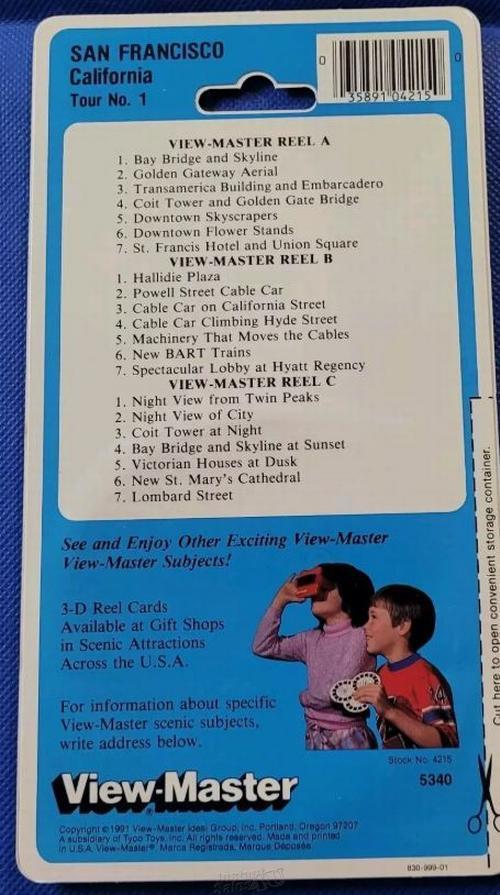 SAN FRANCISCO
California
Tour No. 1
0
0
35891 04215
VIEW-MASTER REEL A
1. Bay Bridge and Skyline
2. Golden Gateway Aerial
3. Transamerica Building and Embarcadero
4. Coit Tower and Golden Gate Bridge
5. Downtown Skyscrapers
6. Downtown Flower Stands
7. St. Francis Hotel and Union Square
VIEW-MASTER REEL B
1. Hallidie Plaza
2. Powell Street Cable Car
3. Cable Car on California Street
4. Cable Car Climbing Hyde Street
5. Machinery That Moves the Cables
6. New BART Trains
7. Spectacular Lobby at Hyatt Regency
VIEW-MASTER REEL C
1. Night View from Twin Peaks
2. Night View of City
3. Coit Tower at Night
4. Bay Bridge and Skyline at Sunset
5. Victorian Houses at Dusk
6. New St. Mary's Cathedral
7. Lombard Street
See and Enjoy Other Exciting View-Master
View-Master Subjects!
3-D Reel Cards
Available at Gift Shops
in Scenic Attractions
Across the U.S.A.
For information about specific
View-Master scenic subjects,
write address below.
Cut here to open convenient storage container.
Stock No. 4215
5340
View-Master®
Copyright © 1991 View-Master Ideal Group, Inc. Portland, Oregon 97207
A subsidiary of Tyco Toys, Inc. All rights reserved. Made and printed
in U.S.A. View-Master® Marca Registrada, Marque Déposée
830-999-01